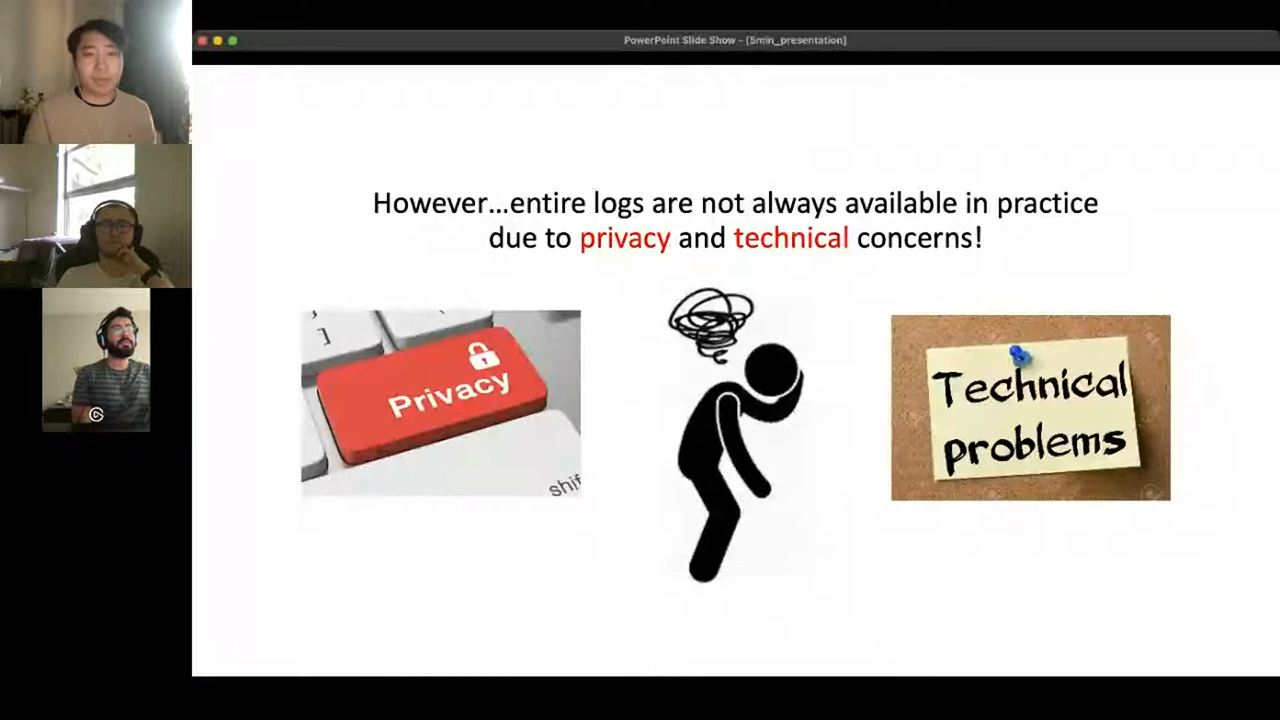 PowerPoint Slide Show - [5min_presentation]
However...entire logs are not always available in practice
due to privacy and technical concerns!
]
Privacy
shif
Technical
problems